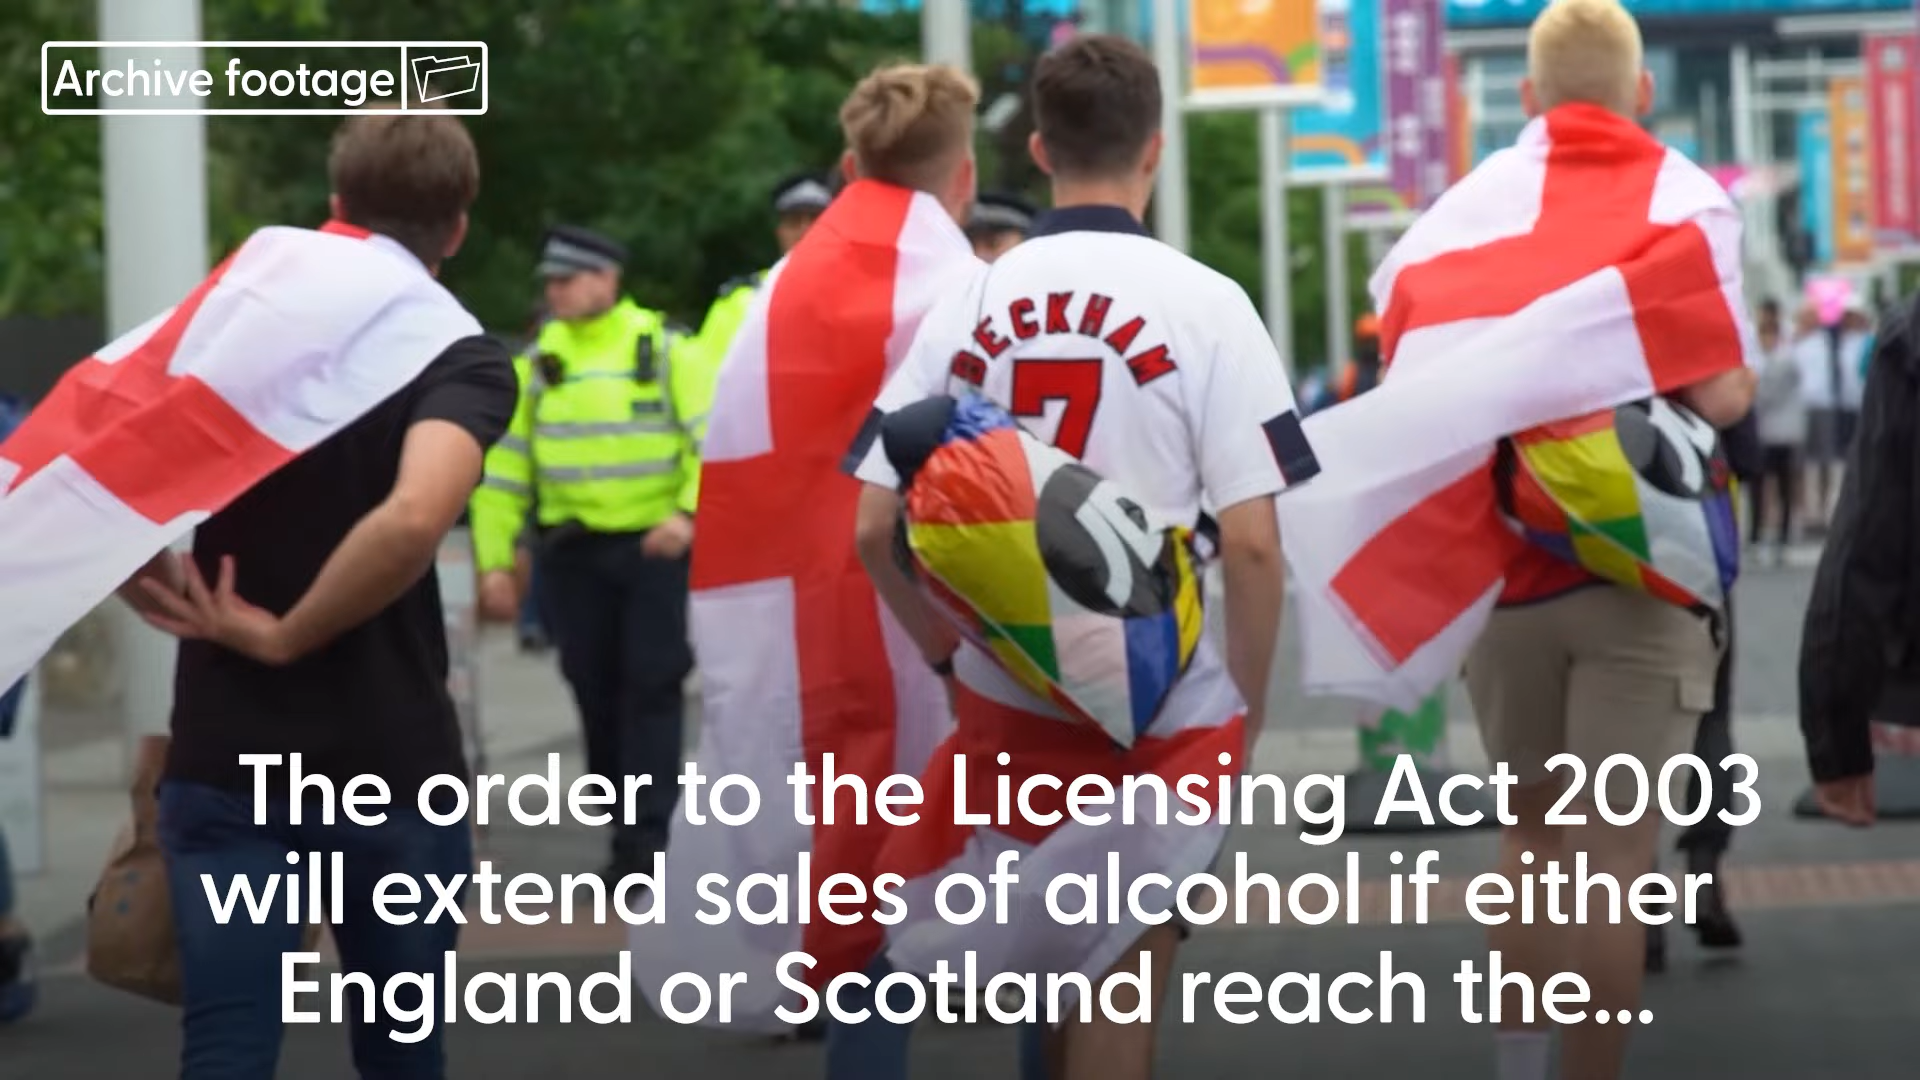 Archive footage
BECKHAM
7
The order to the Licensing Act 2003
will extend sales of alcohol if either
England or Scotland reach the...